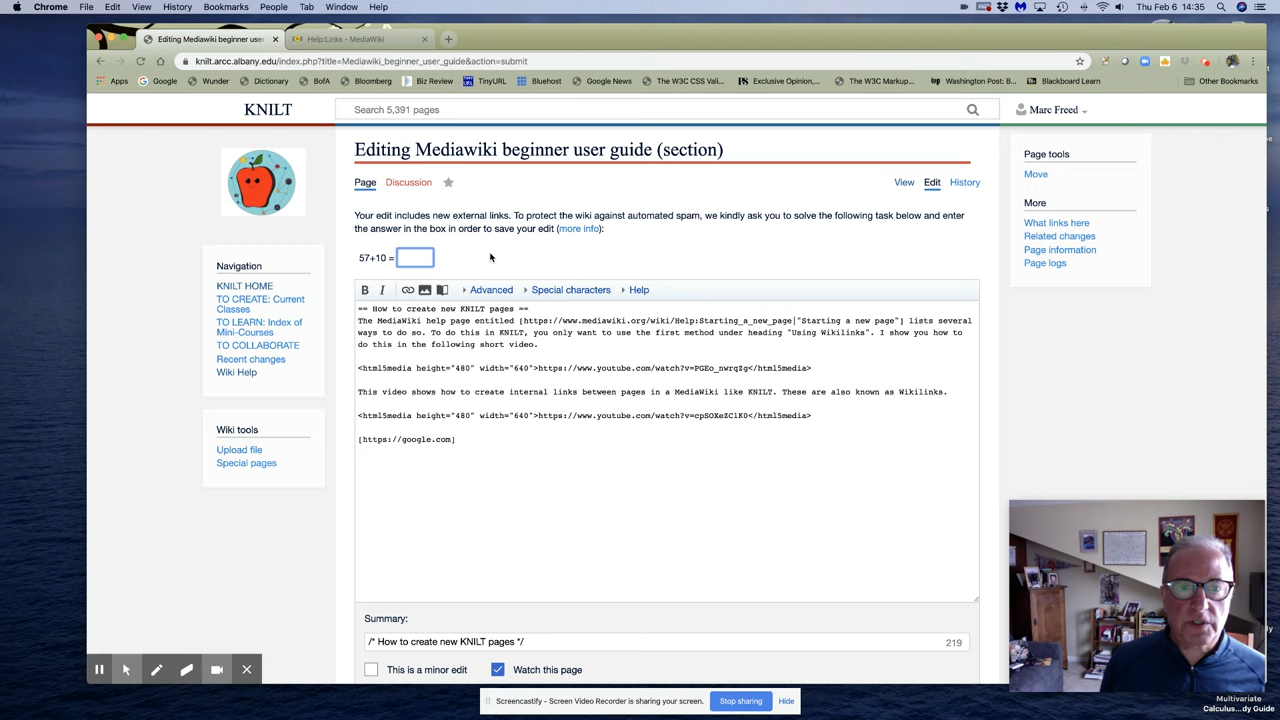 Chrome File Edit View History Bookmarks People Tab Window Help Thu Feb 6 14:35
Editing Mediawiki beginner use Help:Links - MediaWiki
knilt.arcc.albany.edu/index.php?title=Mediawiki_beginner_user_guide&action=submit
Apps Google Wunder Dictionary BofA Bloomberg Biz Review TinyURL Bluehost Google News The W3C CSS Vali... Exclusive Opinion,... The W3C Markup... Washington Post: B... Blackboard Learn Other Bookmarks
KNILT Search 5,391 pages Marc Freed
Editing Mediawiki beginner user guide (section)
Page Discussion View Edit History
Your edit includes new external links. To protect the wiki against automated spam, we kindly ask you to solve the following task below and enter
the answer in the box in order to save your edit (more info):
57+10 =
B I Advanced Special characters Help
== How to create new KNILT pages ==
The MediaWiki help page entitled [https://www.mediawiki.org/wiki/Help:Starting_a_new_page|"Starting a new page"] lists several
ways to do so. To do this in KNILT, you only want to use the first method under heading "Using Wikilinks". I show you how to
do this in the following short video.
<html5media height="480" width="640">https://www.youtube.com/watch?v=PGEo_nwrqZg</html5media>
This video shows how to create internal links between pages in a MediaWiki like KNILT. These are also known as Wikilinks.
<html5media height="480" width="640">https://www.youtube.com/watch?v=cpSOXeZClK0</html5media>
[https://google.com]
Summary:
/* How to create new KNILT pages */ 219
This is a minor edit Watch this page
Navigation
KNILT HOME
TO CREATE: Current
Classes
TO LEARN: Index of
Mini-Courses
TO COLLABORATE
Recent changes
Wiki Help
Wiki tools
Upload file
Special pages
Page tools
Move
More
What links here
Related changes
Page information
Page logs
Screencastify - Screen Video Recorder is sharing your screen. Stop sharing Hide
Multivariate
Calculus...dy Guide